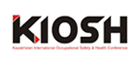 KIOSH
Kazakhstan International Occupational Safety & Health Conference